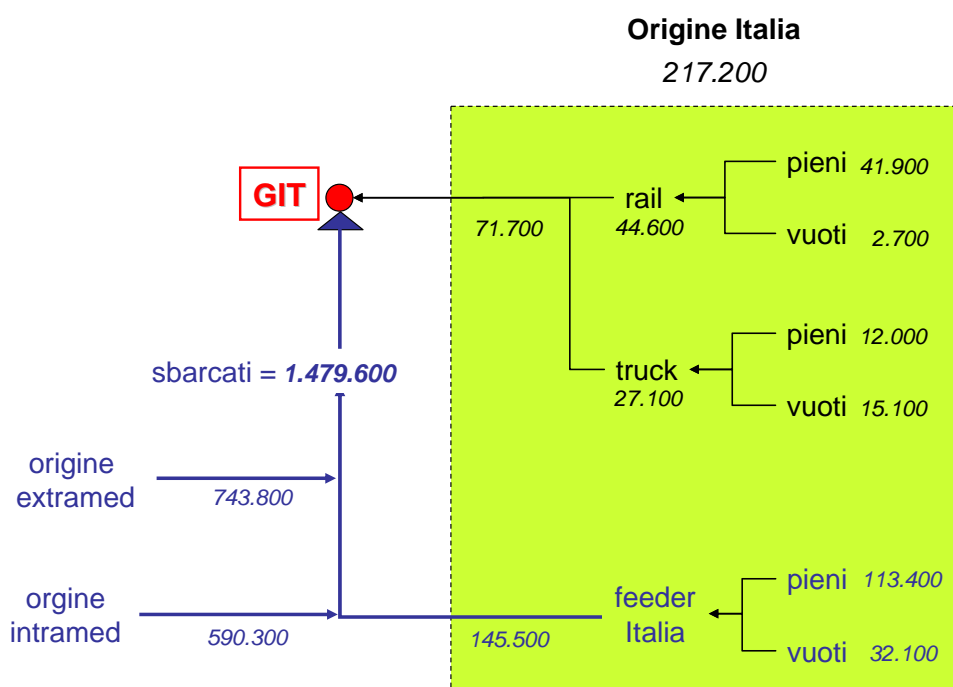 Origine Italia
217.200
pieni 41.900
GIT
rail
71.700
44.600
vuoti 2.700
pieni 12.000
sbarcati = 1.479.600
truck
27.100
vuoti 15.100
origine
extramed
743.800
pieni 113.400
orgine
intramed
feeder
Italia
590.300
145.500
vuoti 32.100